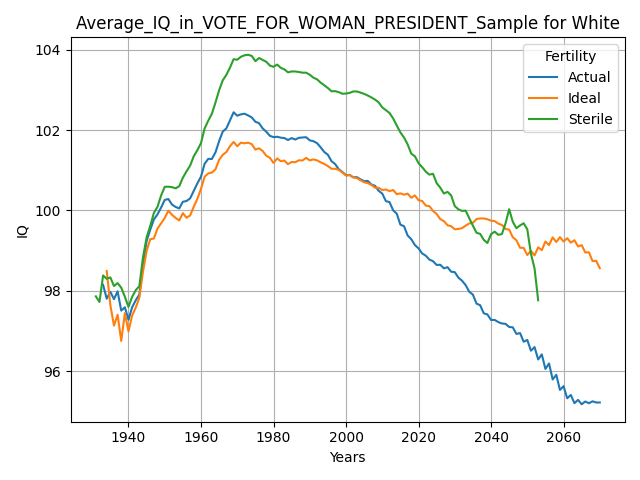 Average_IQ_in_VOTE_FOR_WOMAN_PRESIDENT_Sample for White
Fertility
Actual
Ideal
Sterile
IQ
104
102
100
98
96
1940
1960
1980
2000
2020
2040
2060
Years